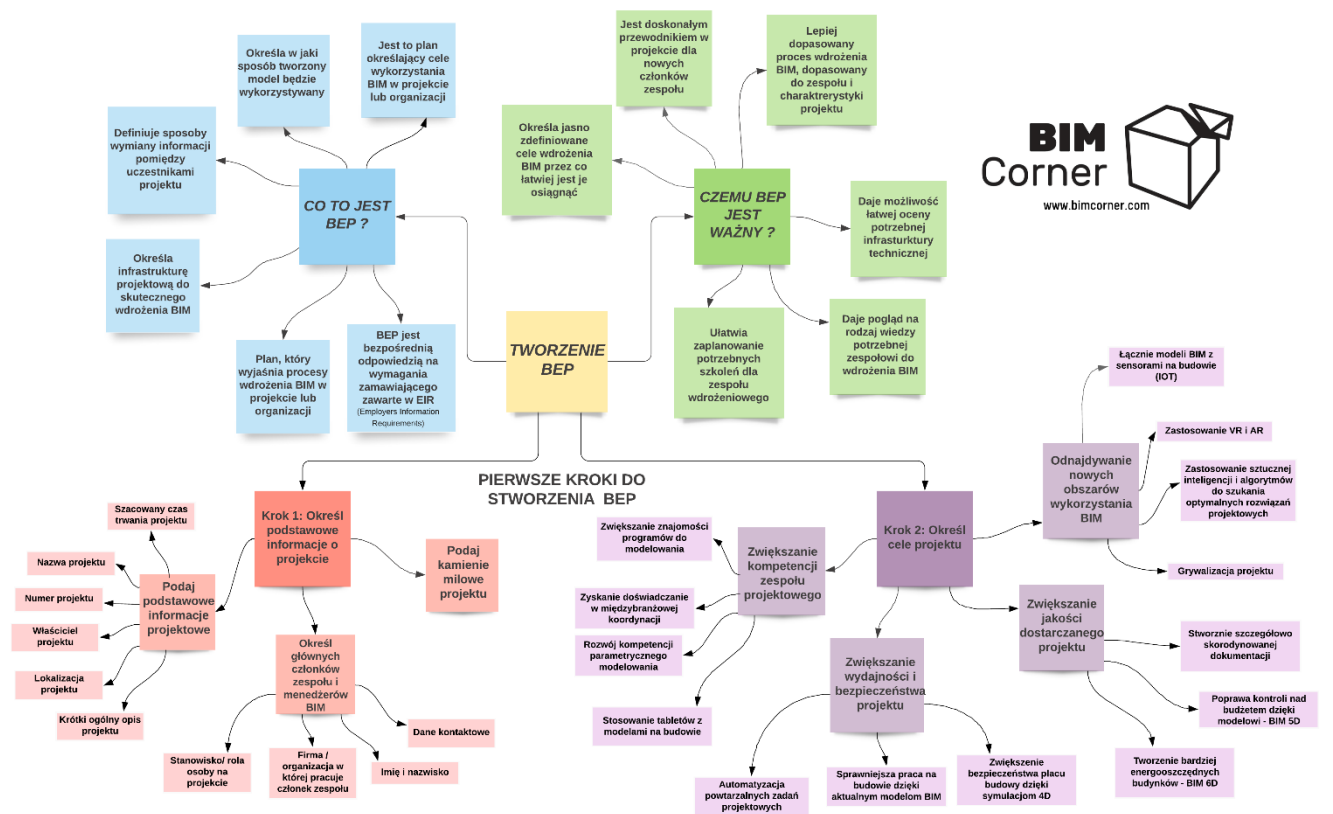 Określa w jaki
sposób tworzony
model będzie
wykorzystywany
Jest to plan
określający cele
wykorzystania
BIM w projekcie
lub organizacji
Definiuje sposoby
wymiany informacji
pomiędzy
uczestnikami
projektu
CO TO JEST
BEP ?
Określa
infrastrukturę
projektową do
skutecznego
wdrożenia BIM
Plan, który
wyjaśnia procesy
wdrożenia BIM w
projekcie lub
organizacji
BEP jest
bezpośrednią
odpowiedzią na
wymagania
zamawiającego
zawarte w EIR
(Employers Information
Requirements)
Jest doskonałym
przewodnikiem w
projekcie dla
nowych
członków
zespołu
Lepiej
dopasowany
proces wdrożenia
BIM, dopasowany
do zespołu i
charaktrerystyki
projektu
Określa jasno
zdefiniowane
cele wdrożenia
BIM przez co
łatwiej jest je
osiągnąć
CZEMU BEP
JEST
WAŻNY ?
Daje możliwość
łatwej oceny
potrzebnej
infrasturktury
technicznej
Ułatwia
zaplanowanie
potrzebnych
szkoleń dla
zespołu
wdrożeniowego
Daje pogląd na
rodzaj wiedzy
potrzebnej
zespołowi do
wdrożenia BIM
BIM
Corner
www.bimcorner.com
TWORZENIE
BEP
PIERWSZE KROKI DO
STWORZENIA BEP
Krok 1: Określ
podstawowe
informacje o
projekcie
Szacowany czas
trwania projektu
Nazwa projektu
Numer projektu
Właściciel
projektu
Lokalizacja
projektu
Krótki ogólny opis
projektu
Podaj
podstawowe
informacje
projektowe
Podaj
kamienie
milowe
projektu
Określ
głównych
członków
zespołu i
menedżerów
BIM
Stanowisko/ rola
osoby na
projekcie
Firma /
organizacja w
której pracuje
członek zespołu
Imię i nazwisko
Dane kontaktowe
Krok 2: Określ
cele projektu
Zwiększanie
kompetencji
zespołu
projektowego
Zwiększanie znajomości
programów do
modelowania
Zyskanie doświadczanie
w międzybranżowej
koordynacji
Rozwój kompetencji
parametrycznego
modelowania
Stosowanie tabletów z
modelami na budowie
Zwiększanie
wydajności i
bezpieczeństwa
projektu
Automatyzacja
powtarzalnych zadań
projektowych
Sprawniejsza praca na
budowie dzięki
aktualnym modelom BIM
Zwiększenie
bezpieczeństwa placu
budowy dzięki
symulacjom 4D
Zwiększanie
jakości
dostarczanego
projektu
Stworznie szczegółowo
skorodynowanej
dokumentacji
Poprawa kontroli nad
budżetem dzięki
modelowi - BIM 5D
Tworzenie bardziej
energooszczędnych
budynków - BIM 6D
Odnajdywanie
nowych
obszarów
wykorzystania
BIM
Łącznie modeli BIM z
sensorami na budowie
(IOT)
Zastosowanie VR i AR
Zastosowanie sztucznej
inteligencji i algorytmów
do szukania
optymalnych rozwiązań
projektowych
Grywalizacja projektu